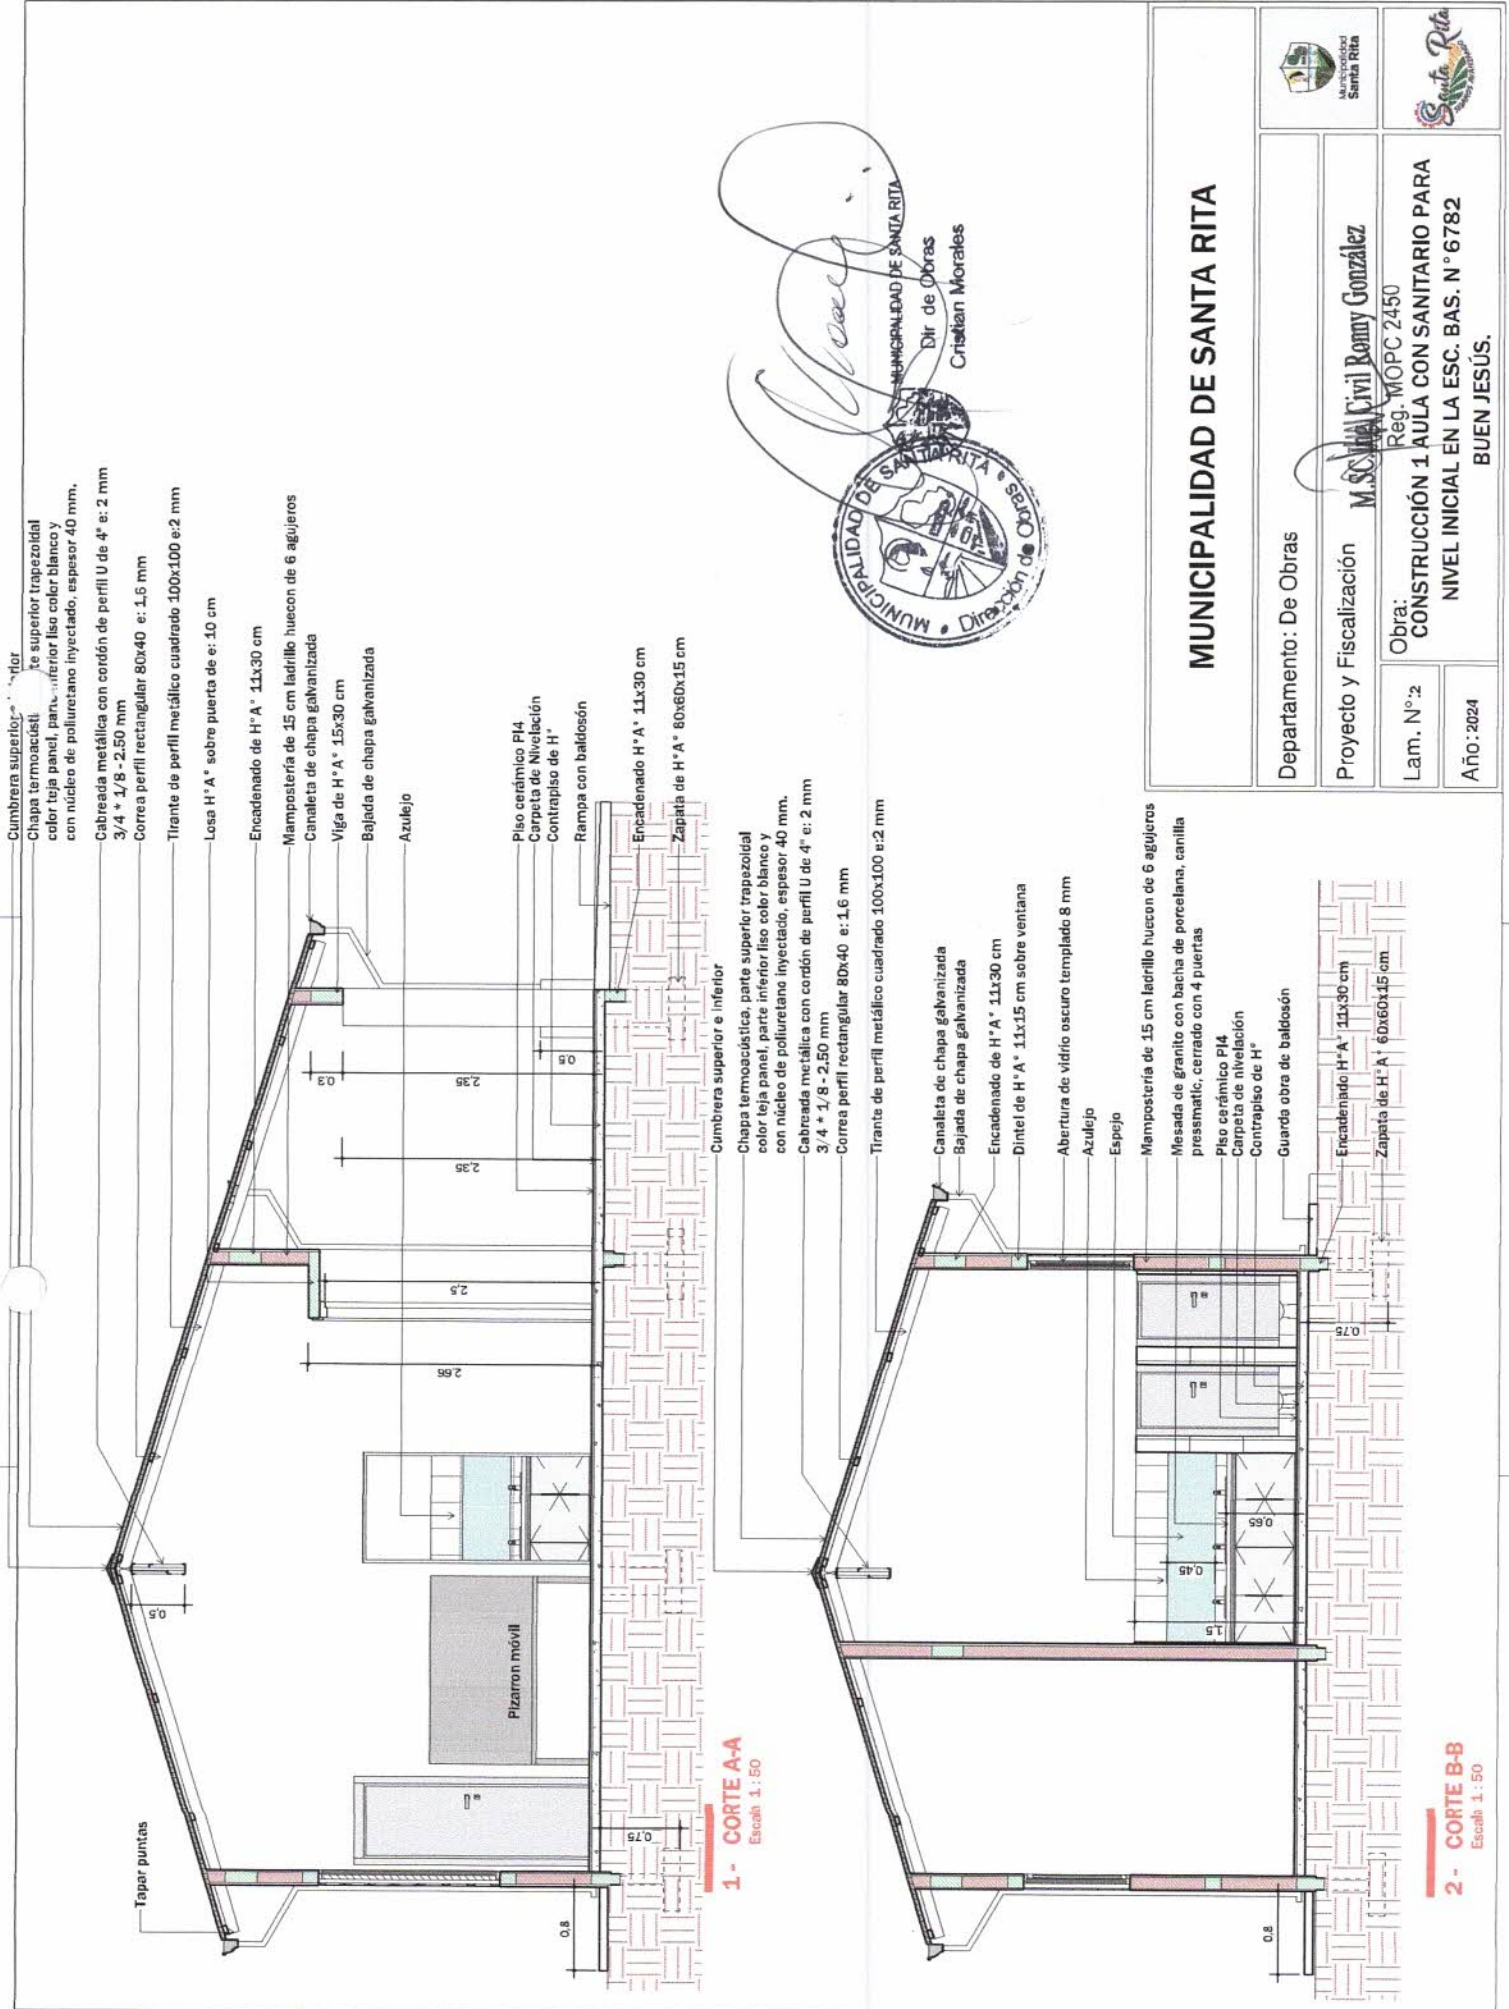 Cumbrera superior
Chapa termoacústi te superior trapezoidal
color teja panel, parte inferior liso color blanco y
con núcleo de poliuretano inyectado, espesor 40 mm.
Cabreada metálica con cordón de perfil U de 4" e: 2 mm
3/4 * 1/8 - 2.50 mm
Correa perfil rectangular 80x40 e: 1,6 mm
Tirante de perfil metálico cuadrado 100x100 e:2 mm
Losa H°A° sobre puerta de e: 10 cm
Encadenado de H°A° 11x30 cm
Mampostería de 15 cm ladrillo huecon de 6 agujeros
Canaleta de chapa galvanizada
Viga de H°A° 15x30 cm
Bajada de chapa galvanizada
Azulejo
Piso cerámico PI4
Carpeta de Nivelación
Contrapiso de H°
Rampa con baldosón
Encadenado H°A° 11x30 cm
Zapata de H°A° 60x60x15 cm
Tapar puntas
0,5
Pizarron móvil
2,66
2,5
2,35
0,3
2,35
0,5
0,75
0,8
1 - CORTE A-A
Escala 1 : 50
Cumbrera superior e inferior
Chapa termoacústica, parte superior trapezoidal
color teja panel, parte inferior liso color blanco y
con núcleo de poliuretano inyectado, espesor 40 mm.
Cabreada metálica con cordón de perfil U de 4" e: 2 mm
3/4 * 1/8 - 2.50 mm
Correa perfil rectangular 80x40 e: 1,6 mm
Tirante de perfil metálico cuadrado 100x100 e:2 mm
Canaleta de chapa galvanizada
Bajada de chapa galvanizada
Encadenado de H°A° 11x30 cm
Dintel de H°A° 11x15 cm sobre ventana
Abertura de vidrio oscuro templado 8 mm
Azulejo
Espejo
Mampostería de 15 cm ladrillo huecon de 6 agujeros
Mesada de granito con bacha de porcelana, canilla
pressmatic, cerrado con 4 puertas
Piso cerámico PI4
Carpeta de nivelación
Contrapiso de H°
Guarda obra de baldosón
Encadenado H°A° 11x30 cm
Zapata de H°A° 60x60x15 cm
1,5
0,45
0,65
0,75
0,8
2 - CORTE B-B
Escala 1 : 50
MUNICIPALIDAD DE SANTA RITA
Dirección de Obras
MUNICIPALIDAD DE SANTA RITA
Dir de Obras
Cristian Morales
MUNICIPALIDAD DE SANTA RITA
Departamento: De Obras
Proyecto y Fiscalización
M.SC. Civil Romy González
Reg. MOPC 2450
Lam. N°:2
Obra:
CONSTRUCCIÓN 1 AULA CON SANITARIO PARA
NIVEL INICIAL EN LA ESC. BAS. N°6782
BUEN JESÚS.
Año: 2024
Municipalidad
Santa Rita
Santa Rita